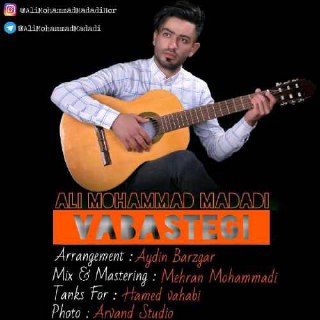 @AliMohammadMadadiHor
@AliMohammadMadadi
ALI MOHAMMAD MADADI
VABASTEGI
Arrangement : Aydin Barzgar
Mix & Mastering : Mehran Mohammadi
Tanks For : Hamed vahabi
Photo : Arvand Studio